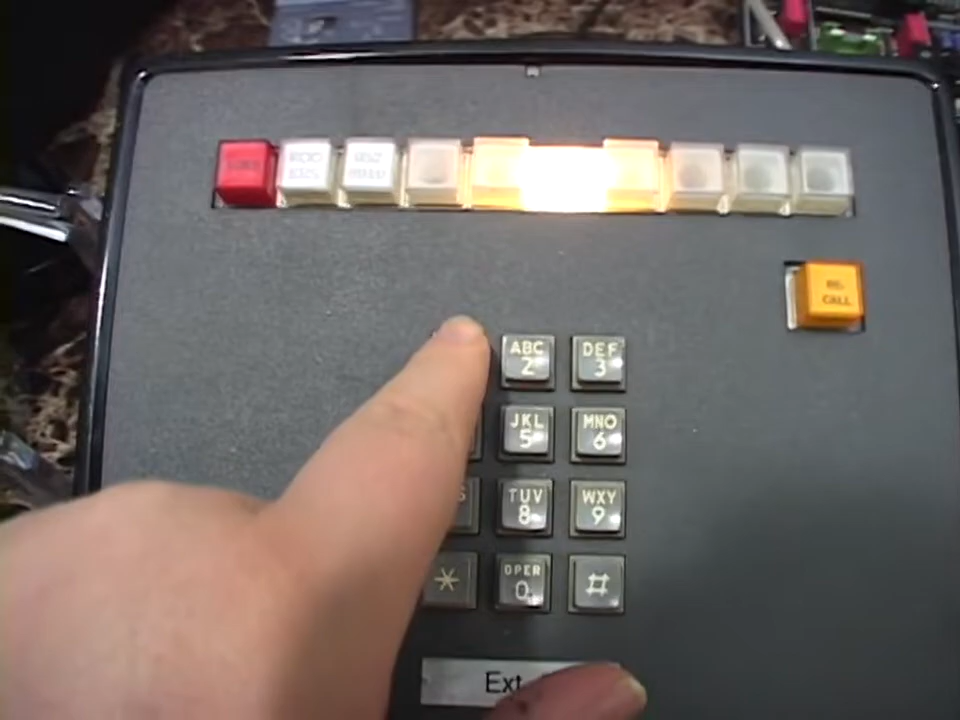 RE-
CALL
ABC
2
DEF
3
JKL
5
MNO
6
S
TUV
8
WXY
9
*
OPER
0
#
Ext